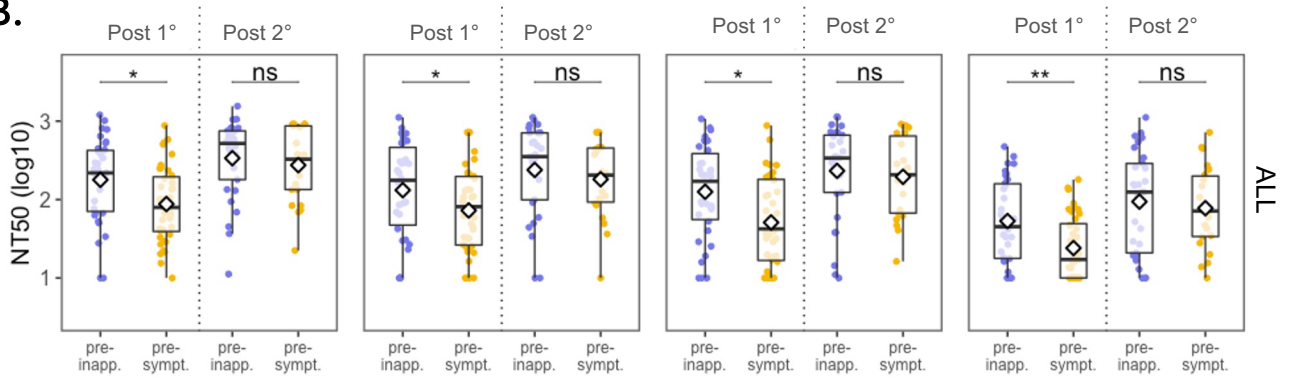 B.
Post 1° Post 2° Post 1° Post 2° Post 1° Post 2° Post 1° Post 2°
* ns * ns * ns ** ns
NT50 (log10)
3
2
1
ALL
pre-inapp. pre-sympt. pre-inapp. pre-sympt. pre-inapp. pre-sympt. pre-inapp. pre-sympt. pre-inapp. pre-sympt. pre-inapp. pre-sympt. pre-inapp. pre-sympt. pre-inapp. pre-sympt.